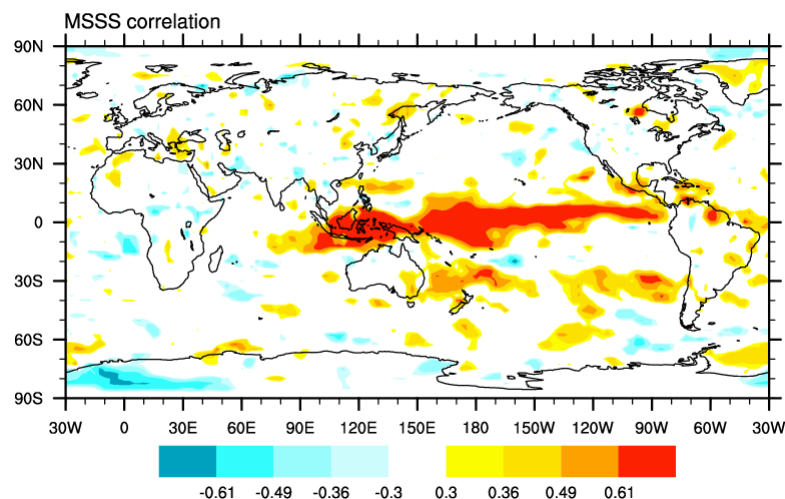 MSSS correlation
90N
60N
30N
0
30S
60S
90S
30W 0 30E 60E 90E 120E 150E 180 150W 120W 90W 60W 30W
-0.61 -0.49 -0.36 -0.3 0.3 0.36 0.49 0.61